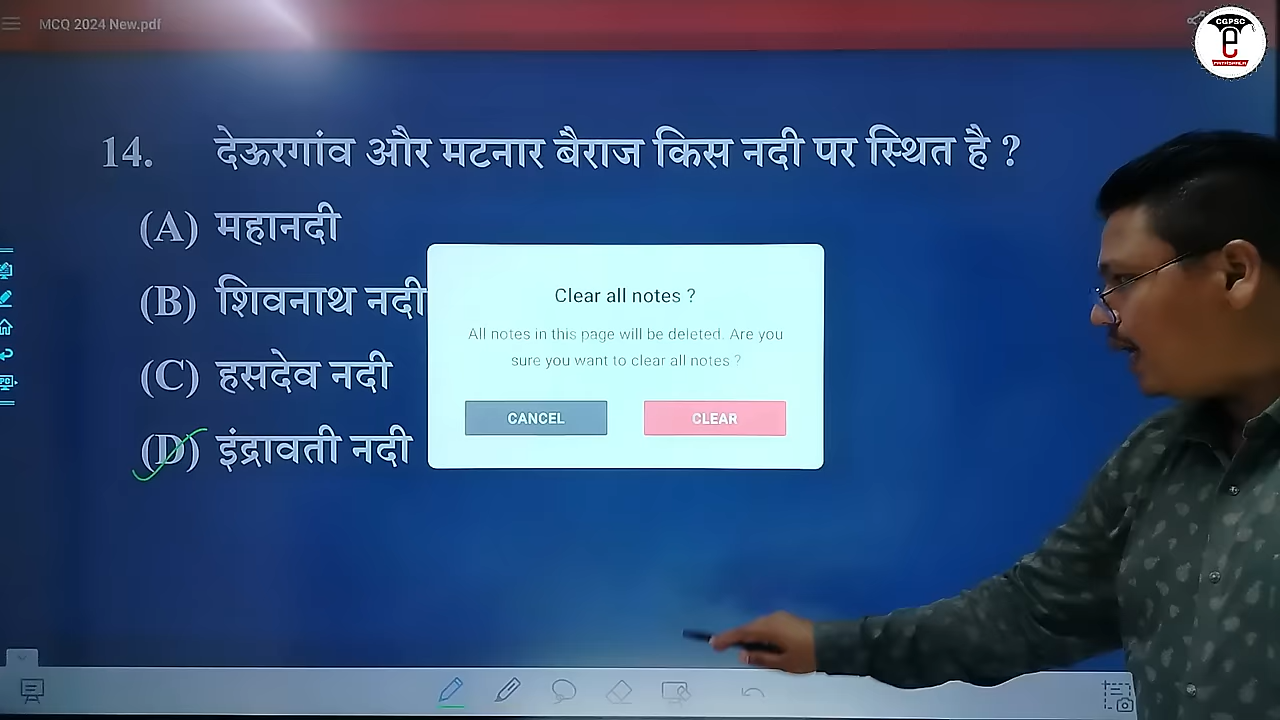 MCQ 2024 New.pdf
CGPSC
e
14. देऊरगांव और मटनार बैराज किस नदी पर स्थित है ?
(A) महानदी
(B) शिवनाथ नदी
(C) हसदेव नदी
(D) इंद्रावती नदी
Clear all notes ?
All notes in this page will be deleted. Are you
sure you want to clear all notes ?
CANCEL
CLEAR